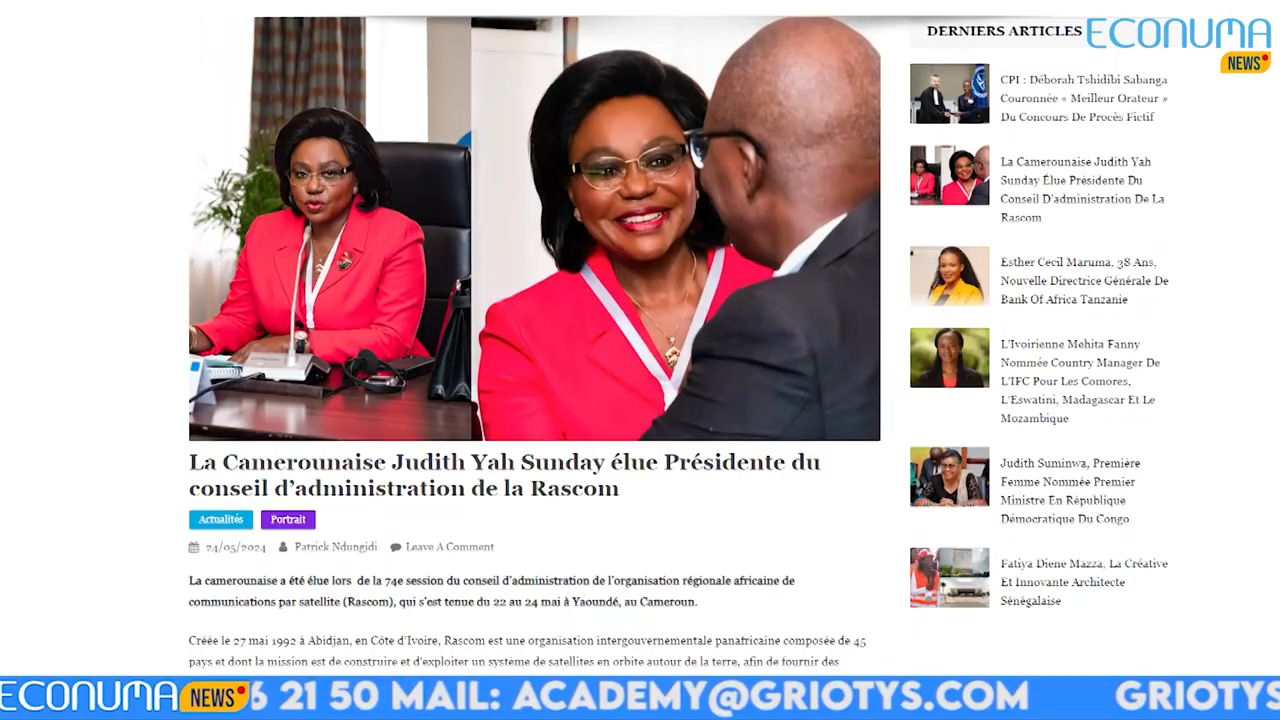 DERNIERS ARTICLES
ECONUMA
NEWS
CPI : Déborah Tshidibi Sabanga
Couronnée « Meilleur Orateur »
Du Concours De Procès Fictif
La Camerounaise Judith Yah
Sunday Élue Présidente Du
Conseil D'administration De La
Rascom
Esther Cecil Maruma, 38 Ans,
Nouvelle Directrice Générale De
Bank Of Africa Tanzanie
L'Ivoirienne Mehita Fanny
Nommée Country Manager De
L'IFC Pour Les Comores,
L'Eswatini, Madagascar Et Le
Mozambique
Judith Suminwa, Première
Femme Nommée Premier
Ministre En République
Démocratique Du Congo
Fatiya Diene Mazza, La Créative
Et Innovante Architecte
Sénégalaise
La Camerounaise Judith Yah Sunday élue Présidente du
conseil d'administration de la Rascom
Actualités Portrait
24/05/2024 Patrick Ndungidi Leave A Comment
La camerounaise a été élue lors de la 74e session du conseil d'administration de l'organisation régionale africaine de
communications par satellite (Rascom), qui s'est tenue du 22 au 24 mai à Yaoundé, au Cameroun.
Créée le 27 mai 1992 à Abidjan, en Côte d'Ivoire, Rascom est une organisation intergouvernementale panafricaine composée de 45
pays et dont la mission est de construire et d'exploiter un système de satellites en orbite autour de la terre, afin de fournir des
ECONUMA NEWS 6 21 50 MAIL: ACADEMY@GRIOTYS.COM GRIOTYS